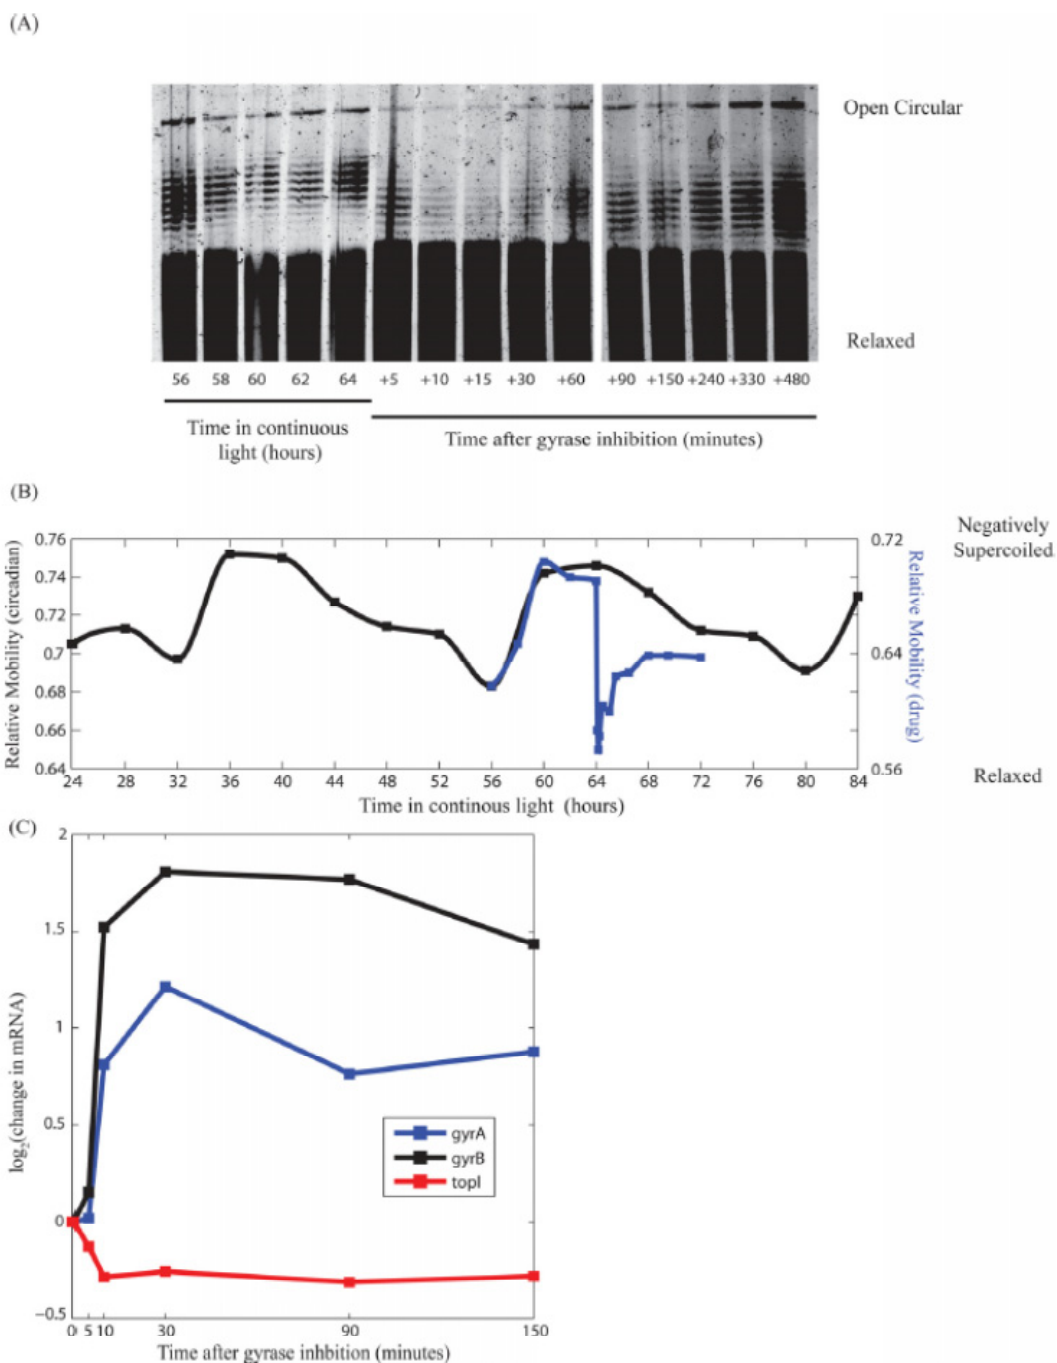 (A)
Open Circular
Relaxed
56 58 60 62 64 +5 +10 +15 +30 +60 +90 +150 +240 +330 +480
Time in continuous
light (hours)
Time after gyrase inhibition (minutes)
(B)
Negatively
Supercoiled
Relaxed
Relative Mobility (circadian)
0.76
0.74
0.72
0.7
0.68
0.66
0.64
0.72
0.64
0.56
Relative Mobility (drug)
24 28 32 36 40 44 48 52 56 60 64 68 72 76 80 84
Time in continous light (hours)
(C)
log2(change in mRNA)
2
1.5
1
0.5
0
−0.5
gyrA
gyrB
topI
0 5 10 30 90 150
Time after gyrase inhbition (minutes)